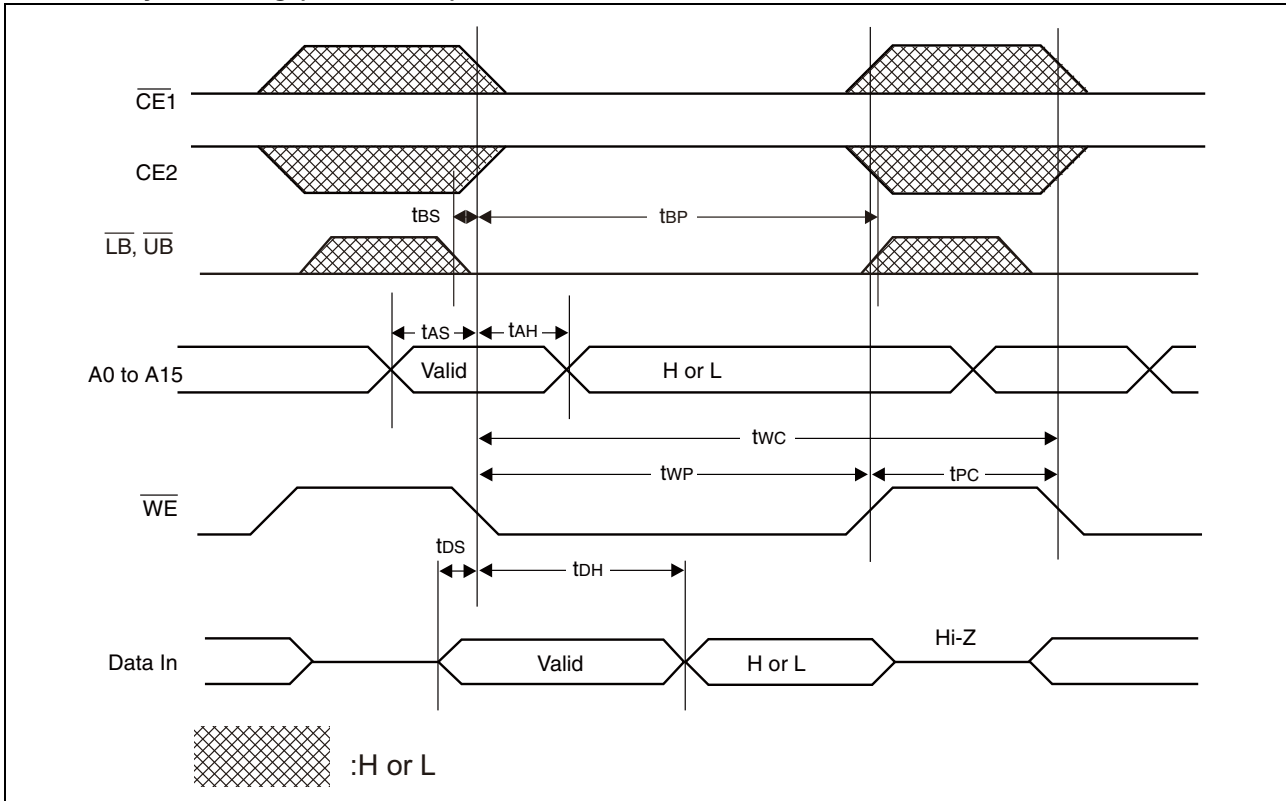 CE1
CE2
tBS
tBP
LB, UB
tAS
tAH
A0 to A15
Valid
H or L
tWC
tWP
tPC
WE
tDS
tDH
Hi-Z
Data In
Valid
H or L
:H or L